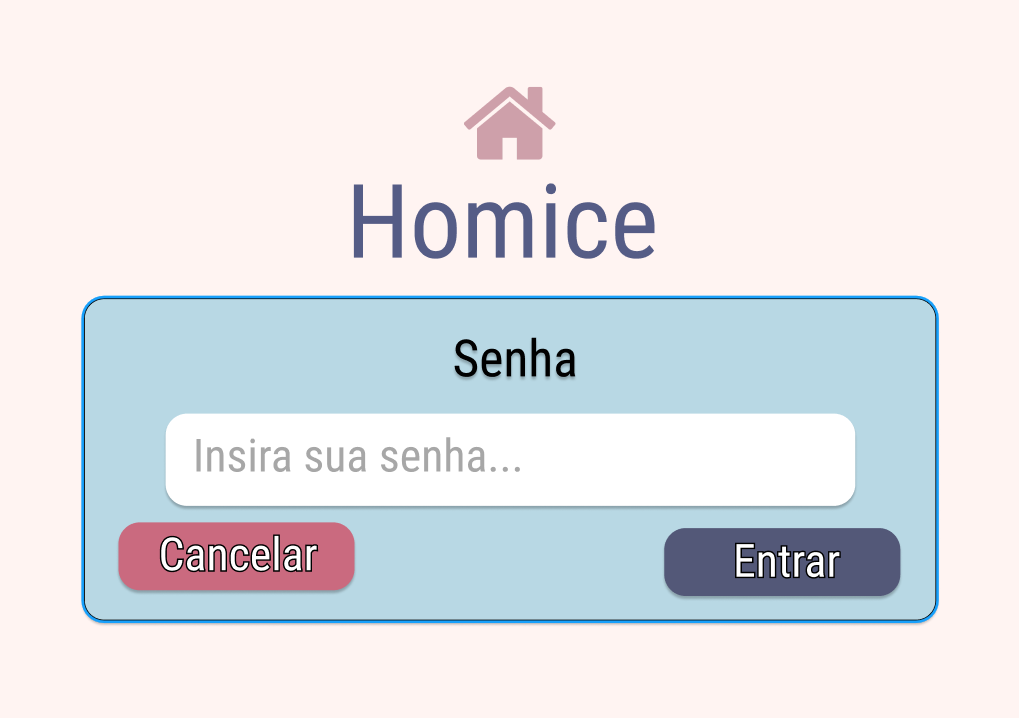 Homice
Senha
Insira sua senha...
Cancelar
Entrar